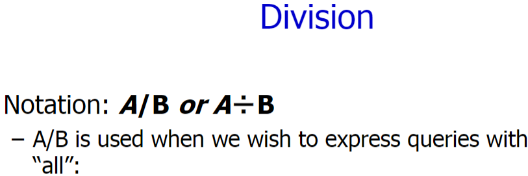 Division
Notation: A/B or A÷B
– A/B is used when we wish to express queries with
“all”: